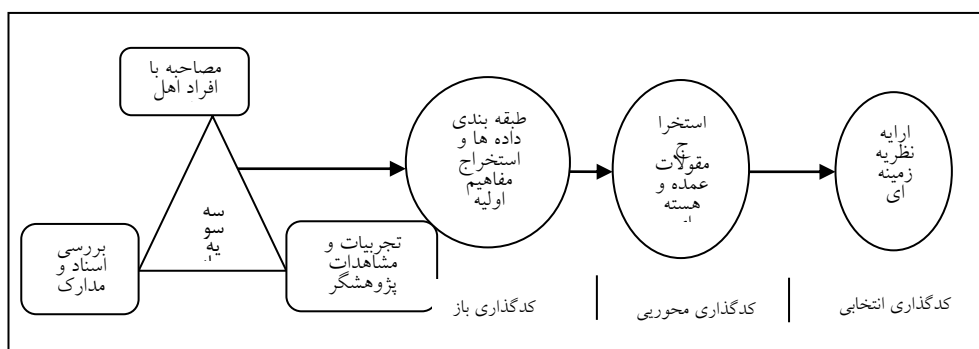 مصاحبه با
افراد اهل
سه
سو
یه
بررسی
اسناد و
مدارک
تجربیات و
مشاهدات
پژوهشگر
طبقه بندی
داده ها و
استخراج
مفاهیم
اولیه
استخرا
ج
مقولات
عمده و
هسته
ارایه
نظریه
زمینه
ای
کدگذاری باز
کدگذاری محوریی
کدگذاری انتخابی